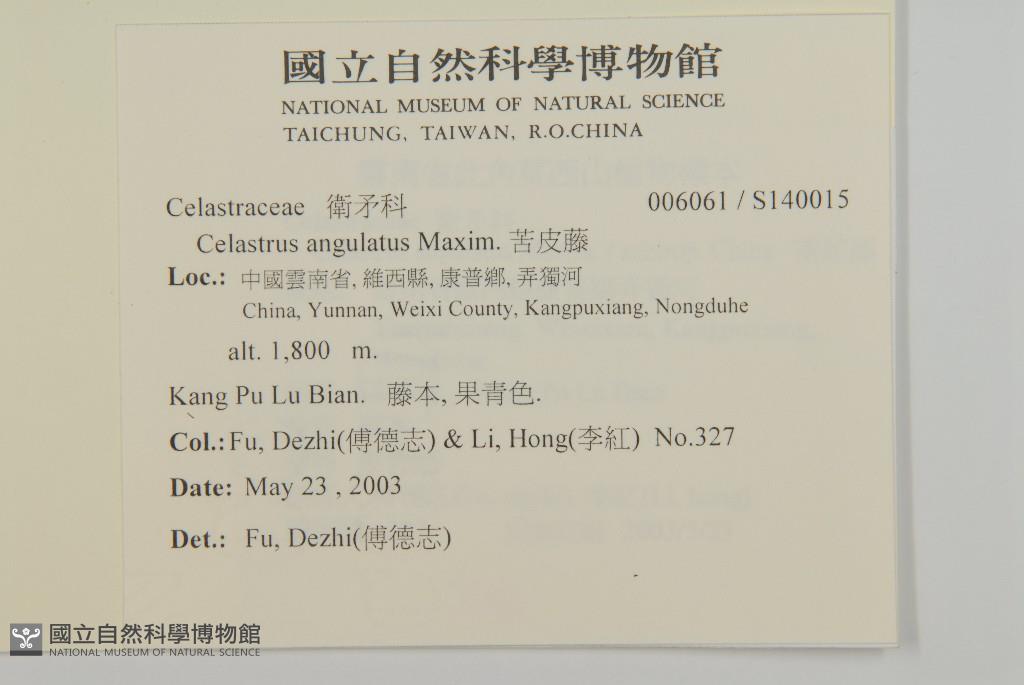 國立自然科學博物館
NATIONAL MUSEUM OF NATURAL SCIENCE
TAICHUNG, TAIWAN, R.O.CHINA
Celastraceae 衛矛科 006061 / S140015
Celastrus angulatus Maxim. 苦皮藤
Loc.: 中國雲南省, 維西縣, 康普鄉, 弄獨河
China, Yunnan, Weixi County, Kangpuxiang, Nongduhe
alt. 1,800 m.
Kang Pu Lu Bian. 藤本, 果青色.
Col.: Fu, Dezhi(傅德志) & Li, Hong(李紅) No.327
Date: May 23 , 2003
Det.: Fu, Dezhi(傅德志)
國立自然科學博物館
NATIONAL MUSEUM OF NATURAL SCIENCE